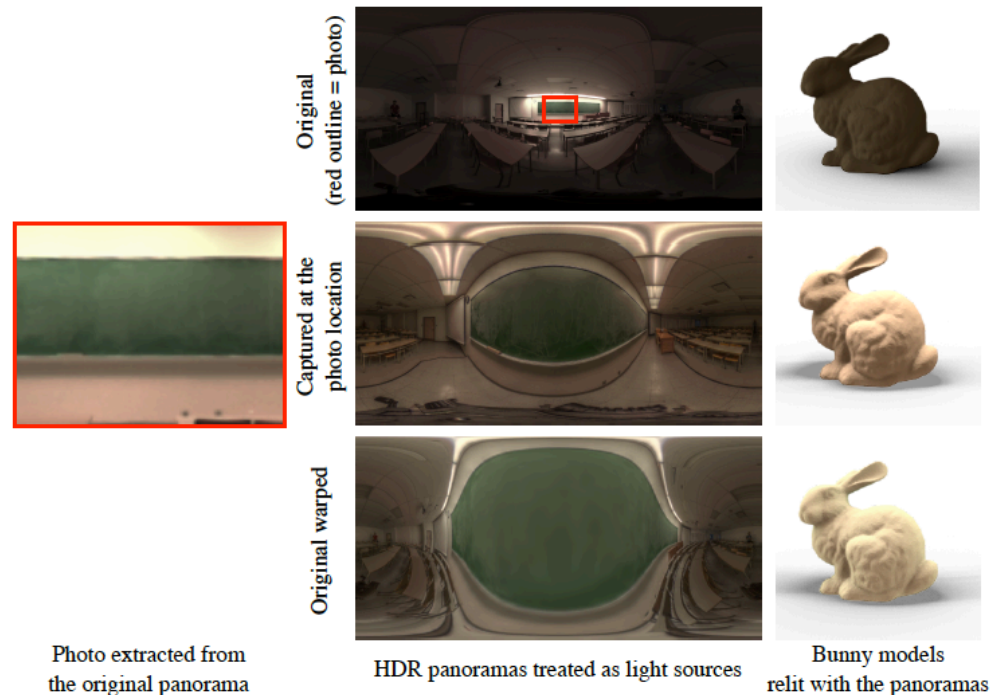 Original
(red outline = photo)
Captured at the
photo location
Original warped
Photo extracted from
the original panorama
HDR panoramas treated as light sources
Bunny models
relit with the panoramas